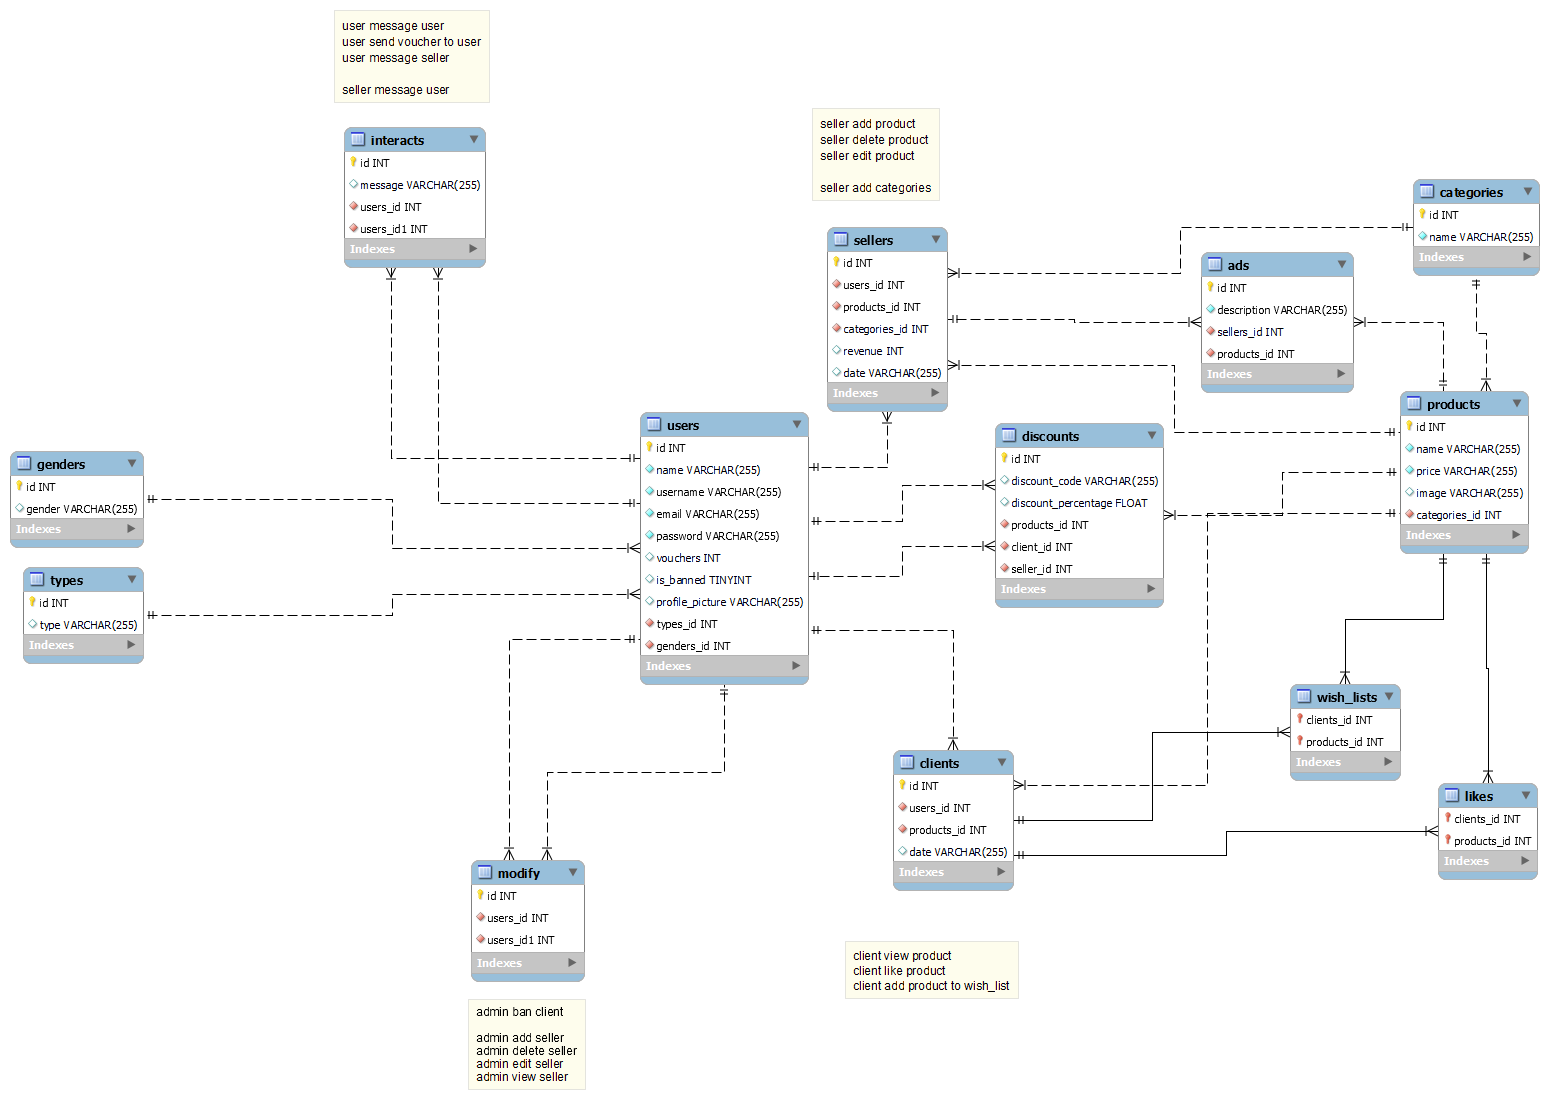 user message user
user send voucher to user
user message seller
seller message user
interacts
id INT
message VARCHAR(255)
users_id INT
users_id1 INT
Indexes
seller add product
seller delete product
seller edit product
seller add categories
sellers
id INT
users_id INT
products_id INT
categories_id INT
revenue INT
date VARCHAR(255)
Indexes
categories
id INT
name VARCHAR(255)
Indexes
ads
id INT
description VARCHAR(255)
sellers_id INT
products_id INT
Indexes
products
id INT
name VARCHAR(255)
price VARCHAR(255)
image VARCHAR(255)
categories_id INT
Indexes
users
id INT
name VARCHAR(255)
username VARCHAR(255)
email VARCHAR(255)
password VARCHAR(255)
vouchers INT
is_banned TINYINT
profile_picture VARCHAR(255)
types_id INT
genders_id INT
Indexes
discounts
id INT
discount_code VARCHAR(255)
discount_percentage FLOAT
products_id INT
client_id INT
seller_id INT
Indexes
genders
id INT
gender VARCHAR(255)
Indexes
types
id INT
type VARCHAR(255)
Indexes
wish_lists
clients_id INT
products_id INT
Indexes
clients
id INT
users_id INT
products_id INT
date VARCHAR(255)
Indexes
likes
clients_id INT
products_id INT
Indexes
modify
id INT
users_id INT
users_id1 INT
Indexes
client view product
client like product
client add product to wish_list
admin ban client
admin add seller
admin delete seller
admin edit seller
admin view seller